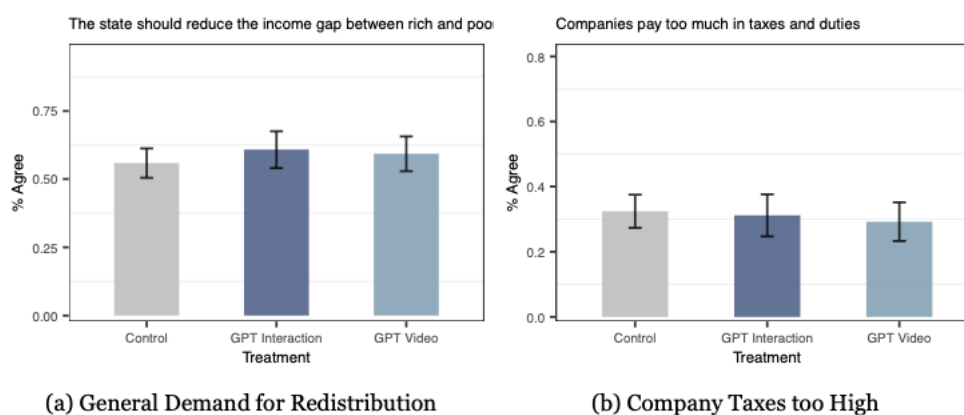 The state should reduce the income gap between rich and poor
% Agree
0.75
0.50
0.25
0.00
Control
GPT Interaction
GPT Video
Treatment
(a) General Demand for Redistribution
Companies pay too much in taxes and duties
% Agree
0.8
0.6
0.4
0.2
0.0
Control
GPT Interaction
GPT Video
Treatment
(b) Company Taxes too High